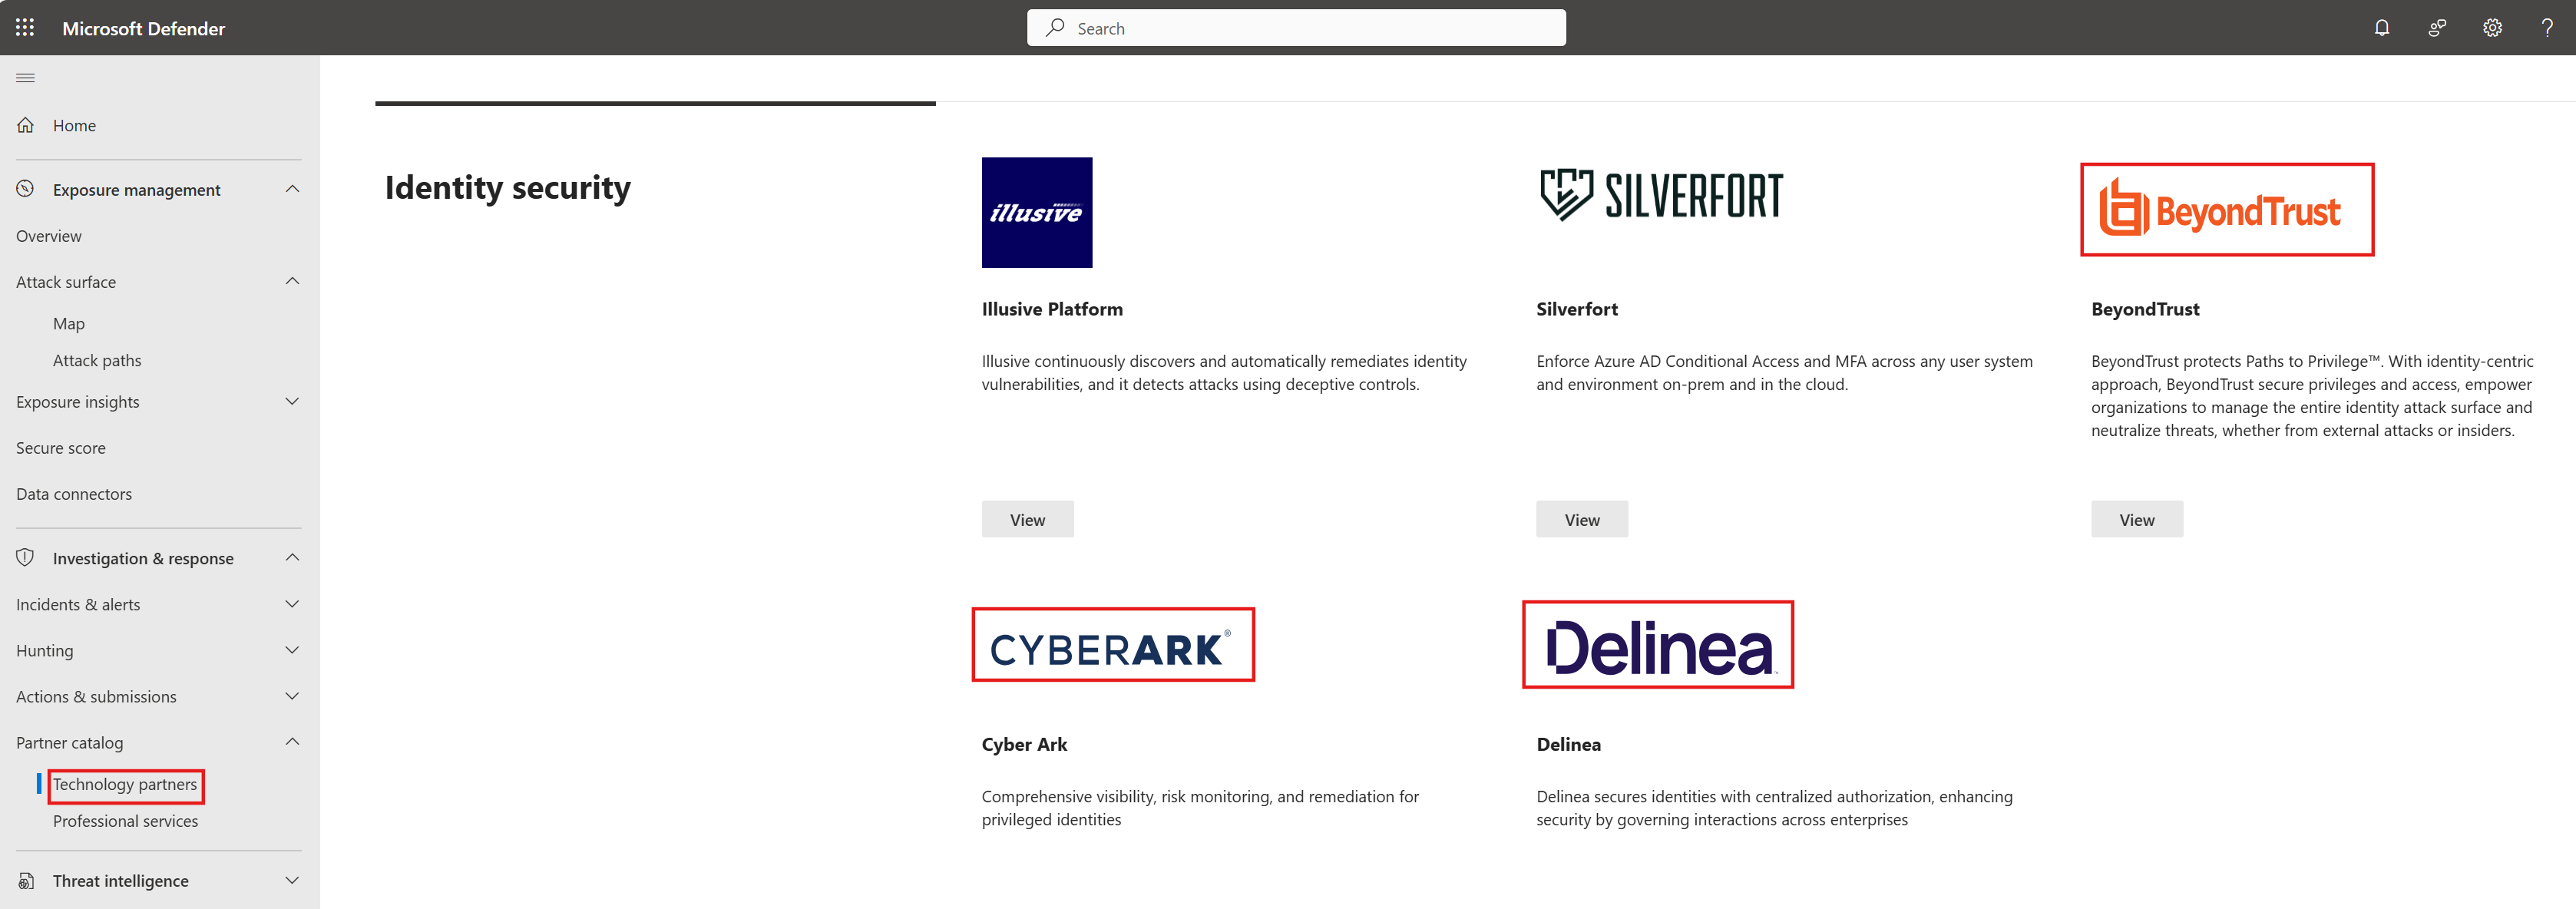 Microsoft Defender
Search
Home
Exposure management
Overview
Attack surface
Map
Attack paths
Exposure insights
Secure score
Data connectors
Investigation & response
Incidents & alerts
Hunting
Actions & submissions
Partner catalog
Technology partners
Professional services
Threat intelligence
Identity security
illusive
Illusive Platform
Illusive continuously discovers and automatically remediates identity
vulnerabilities, and it detects attacks using deceptive controls.
View
SILVERFORT
Silverfort
Enforce Azure AD Conditional Access and MFA across any user system
and environment on-prem and in the cloud.
View
BeyondTrust
BeyondTrust
BeyondTrust protects Paths to Privilege™. With identity-centric
approach, BeyondTrust secure privileges and access, empower
organizations to manage the entire identity attack surface and
neutralize threats, whether from external attacks or insiders.
View
CYBERARK®
Cyber Ark
Comprehensive visibility, risk monitoring, and remediation for
privileged identities
Delinea
Delinea
Delinea secures identities with centralized authorization, enhancing
security by governing interactions across enterprises